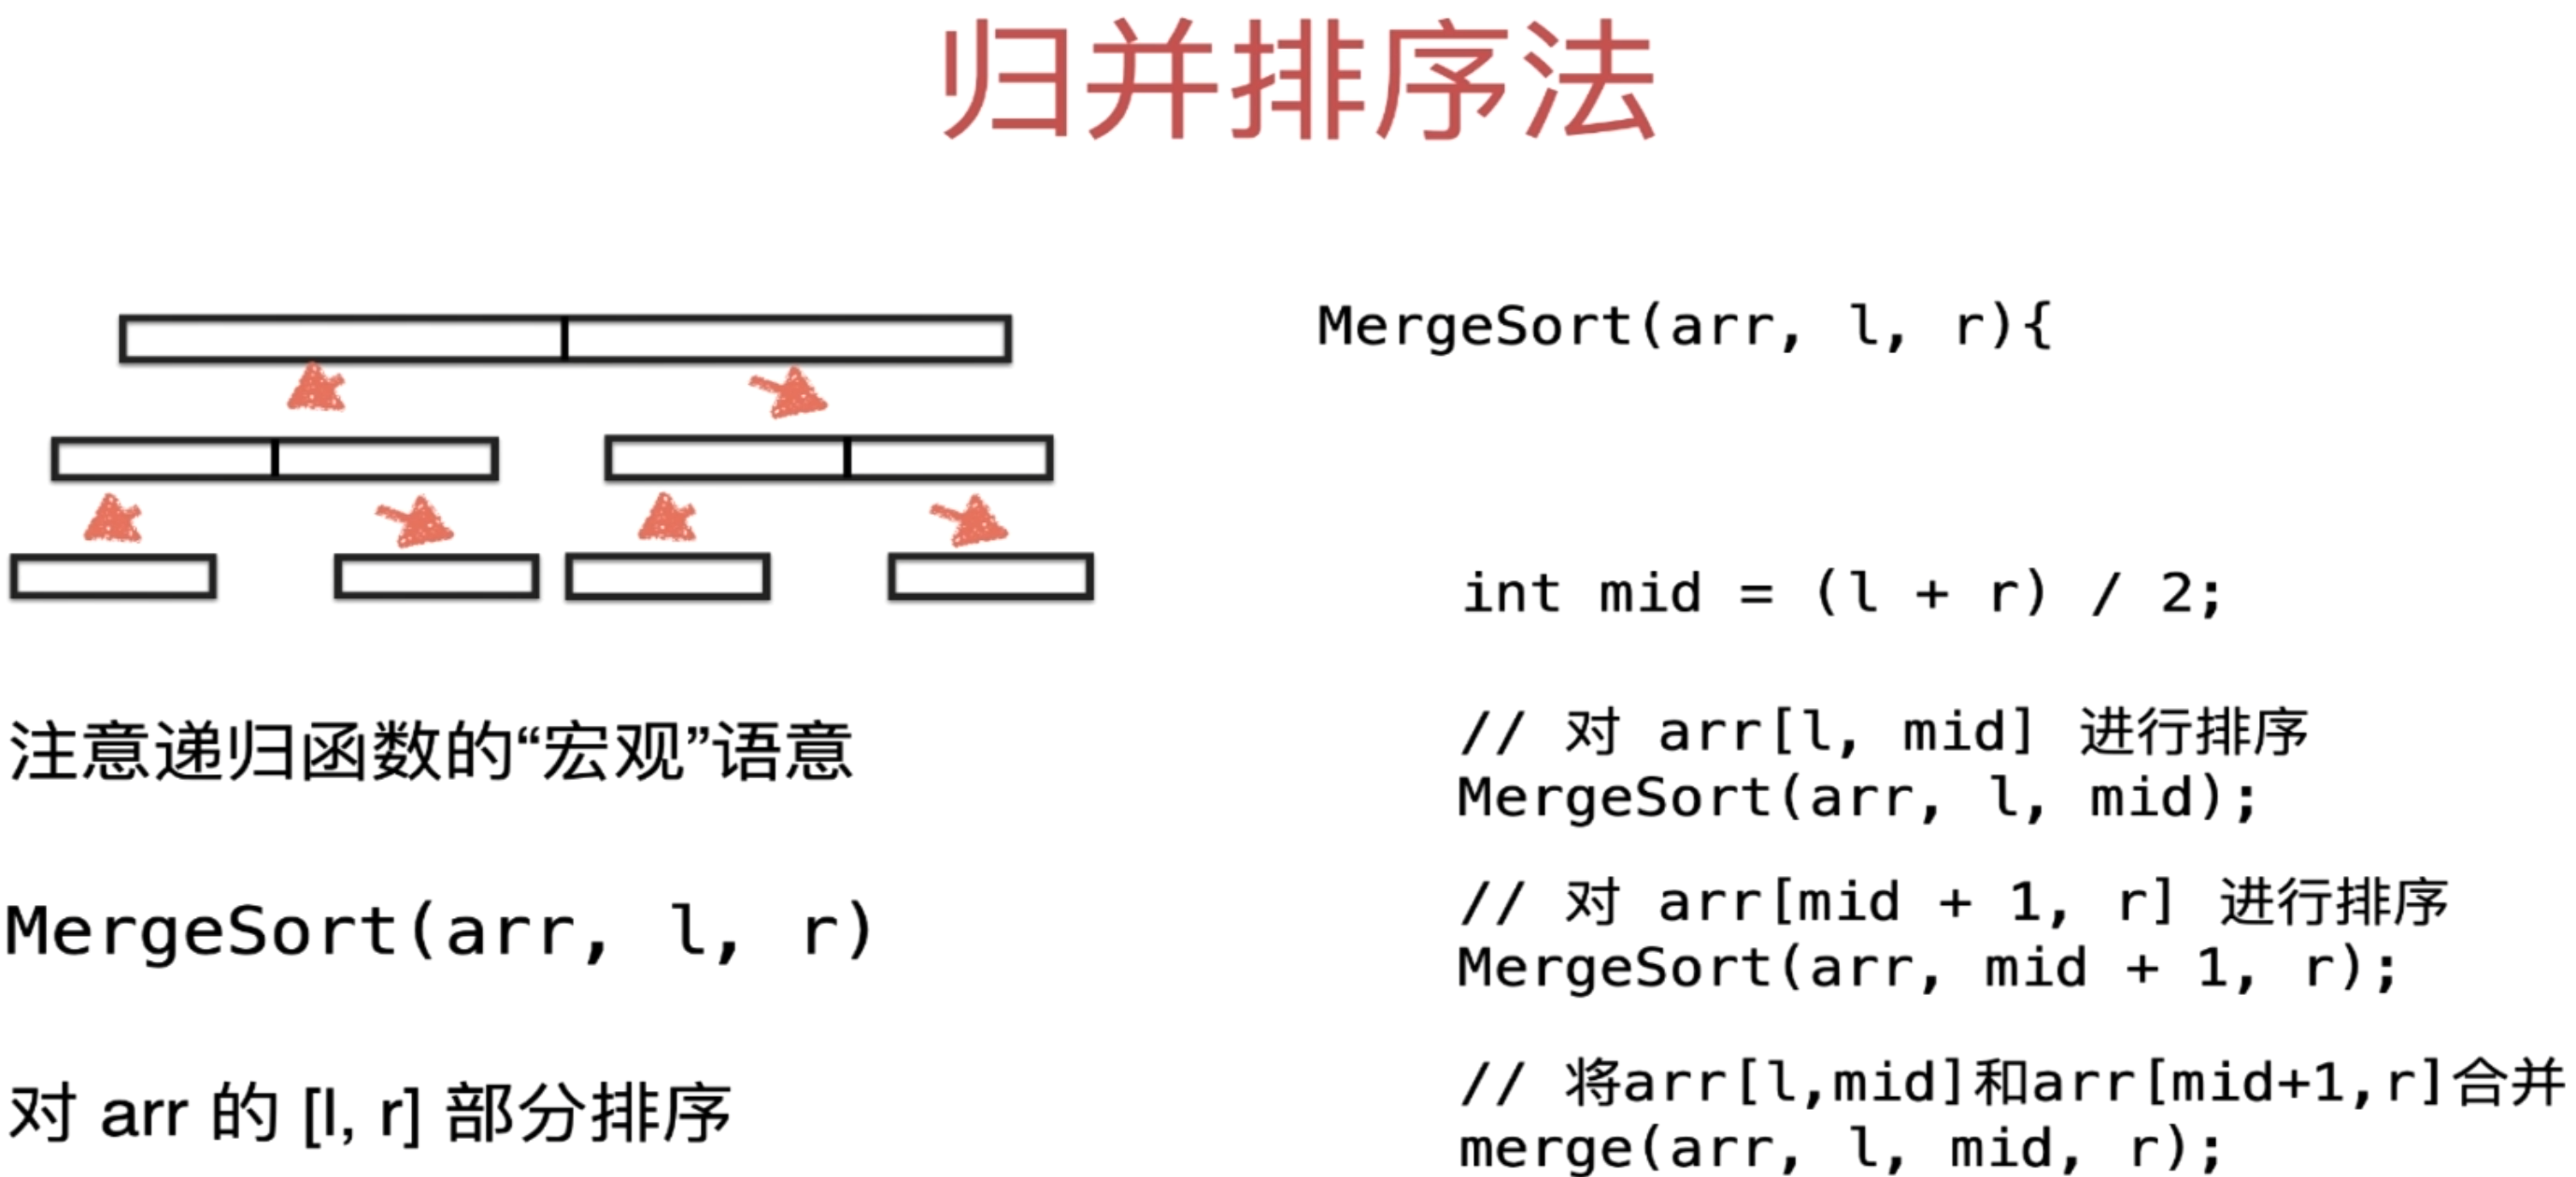 归并排序法
注意递归函数的“宏观”语意
MergeSort(arr, l, r)
对 arr 的 [l, r] 部分排序
MergeSort(arr, l, r){
int mid = (l + r) / 2;
// 对 arr[l, mid] 进行排序
MergeSort(arr, l, mid);
// 对 arr[mid + 1, r] 进行排序
MergeSort(arr, mid + 1, r);
// 将arr[l,mid]和arr[mid+1,r]合并
merge(arr, l, mid, r);